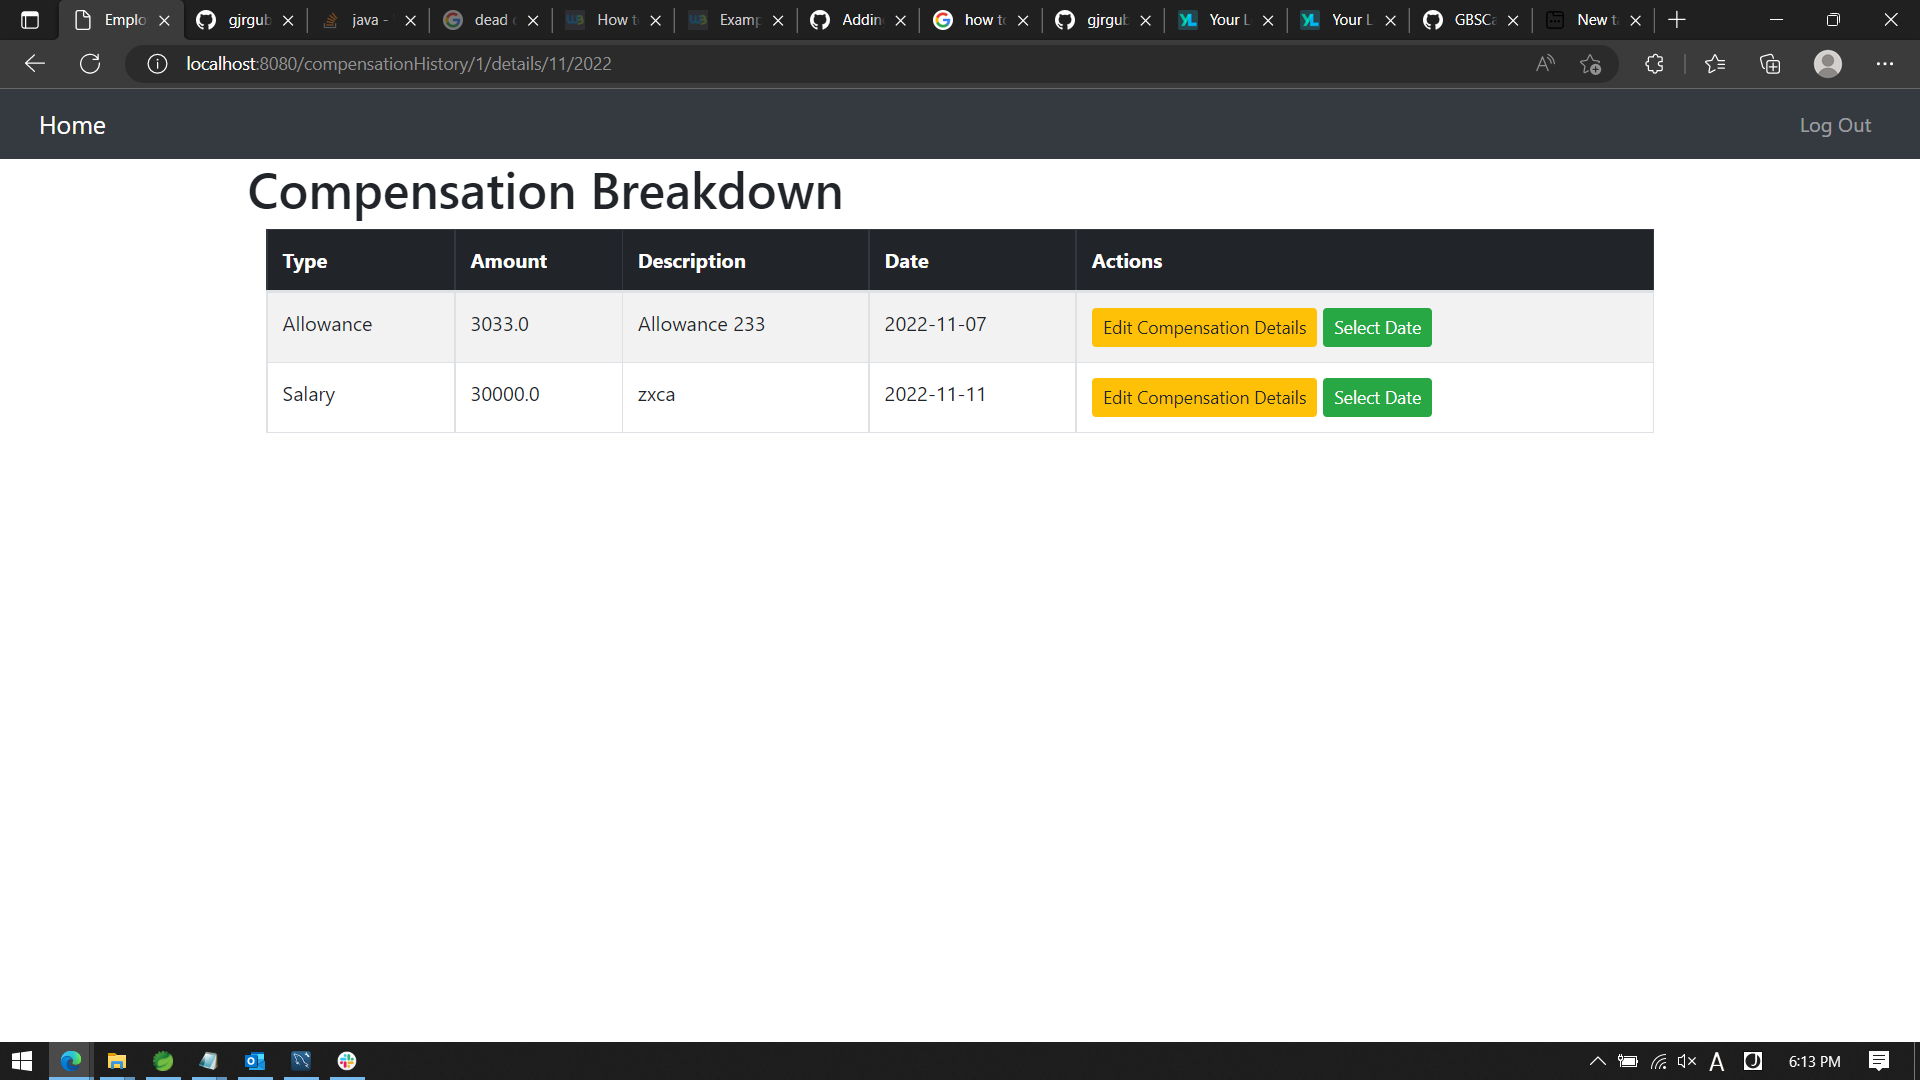 Emplo gjrgub java - dead How t Examp Addin how to gjrgub Your L Your L GBSCa New ta
localhost:8080/compensationHistory/1/details/11/2022
Home Log Out
Compensation Breakdown
Type Amount Description Date Actions
Allowance 3033.0 Allowance 233 2022-11-07 Edit Compensation Details Select Date
Salary 30000.0 zxca 2022-11-11 Edit Compensation Details Select Date
6:13 PM